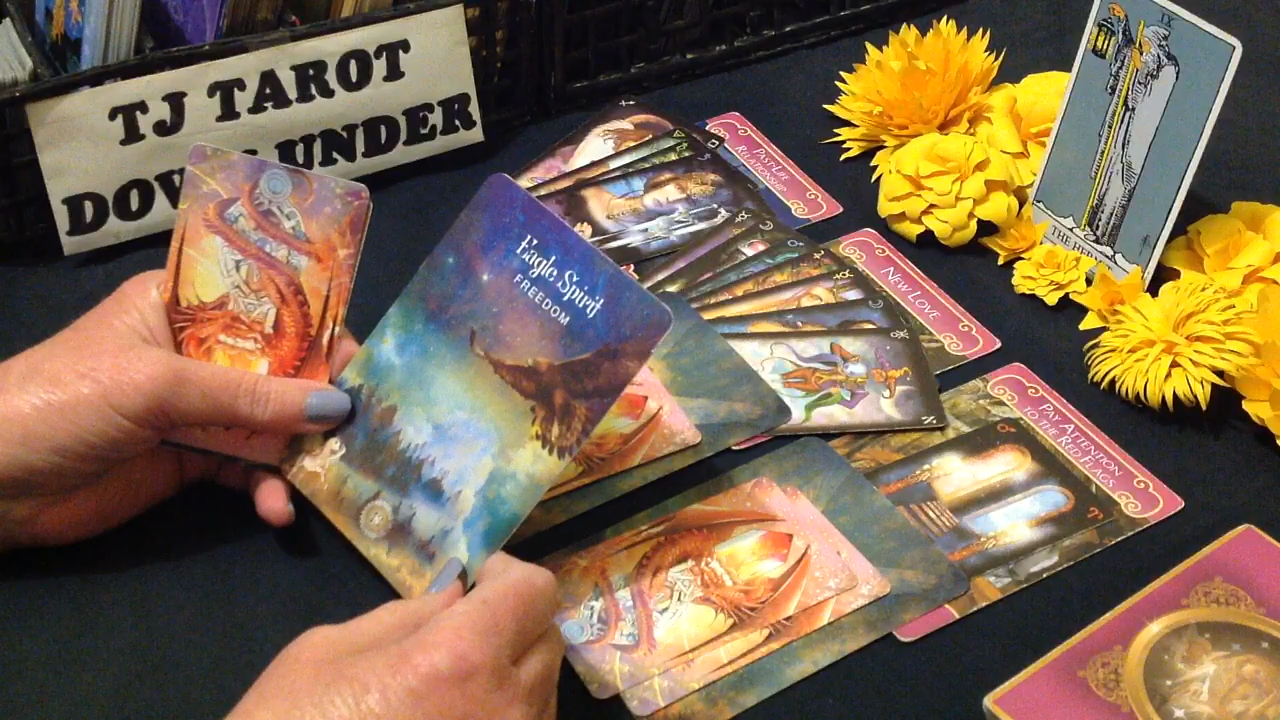 TJ TAROT
DOWN UNDER
Eagle Spirit
FREEDOM
PAST-LIFE
RELATIONSHIP
NEW LOVE
PAY ATTENTION
TO THE RED FLAGS
IX
THE HERMIT